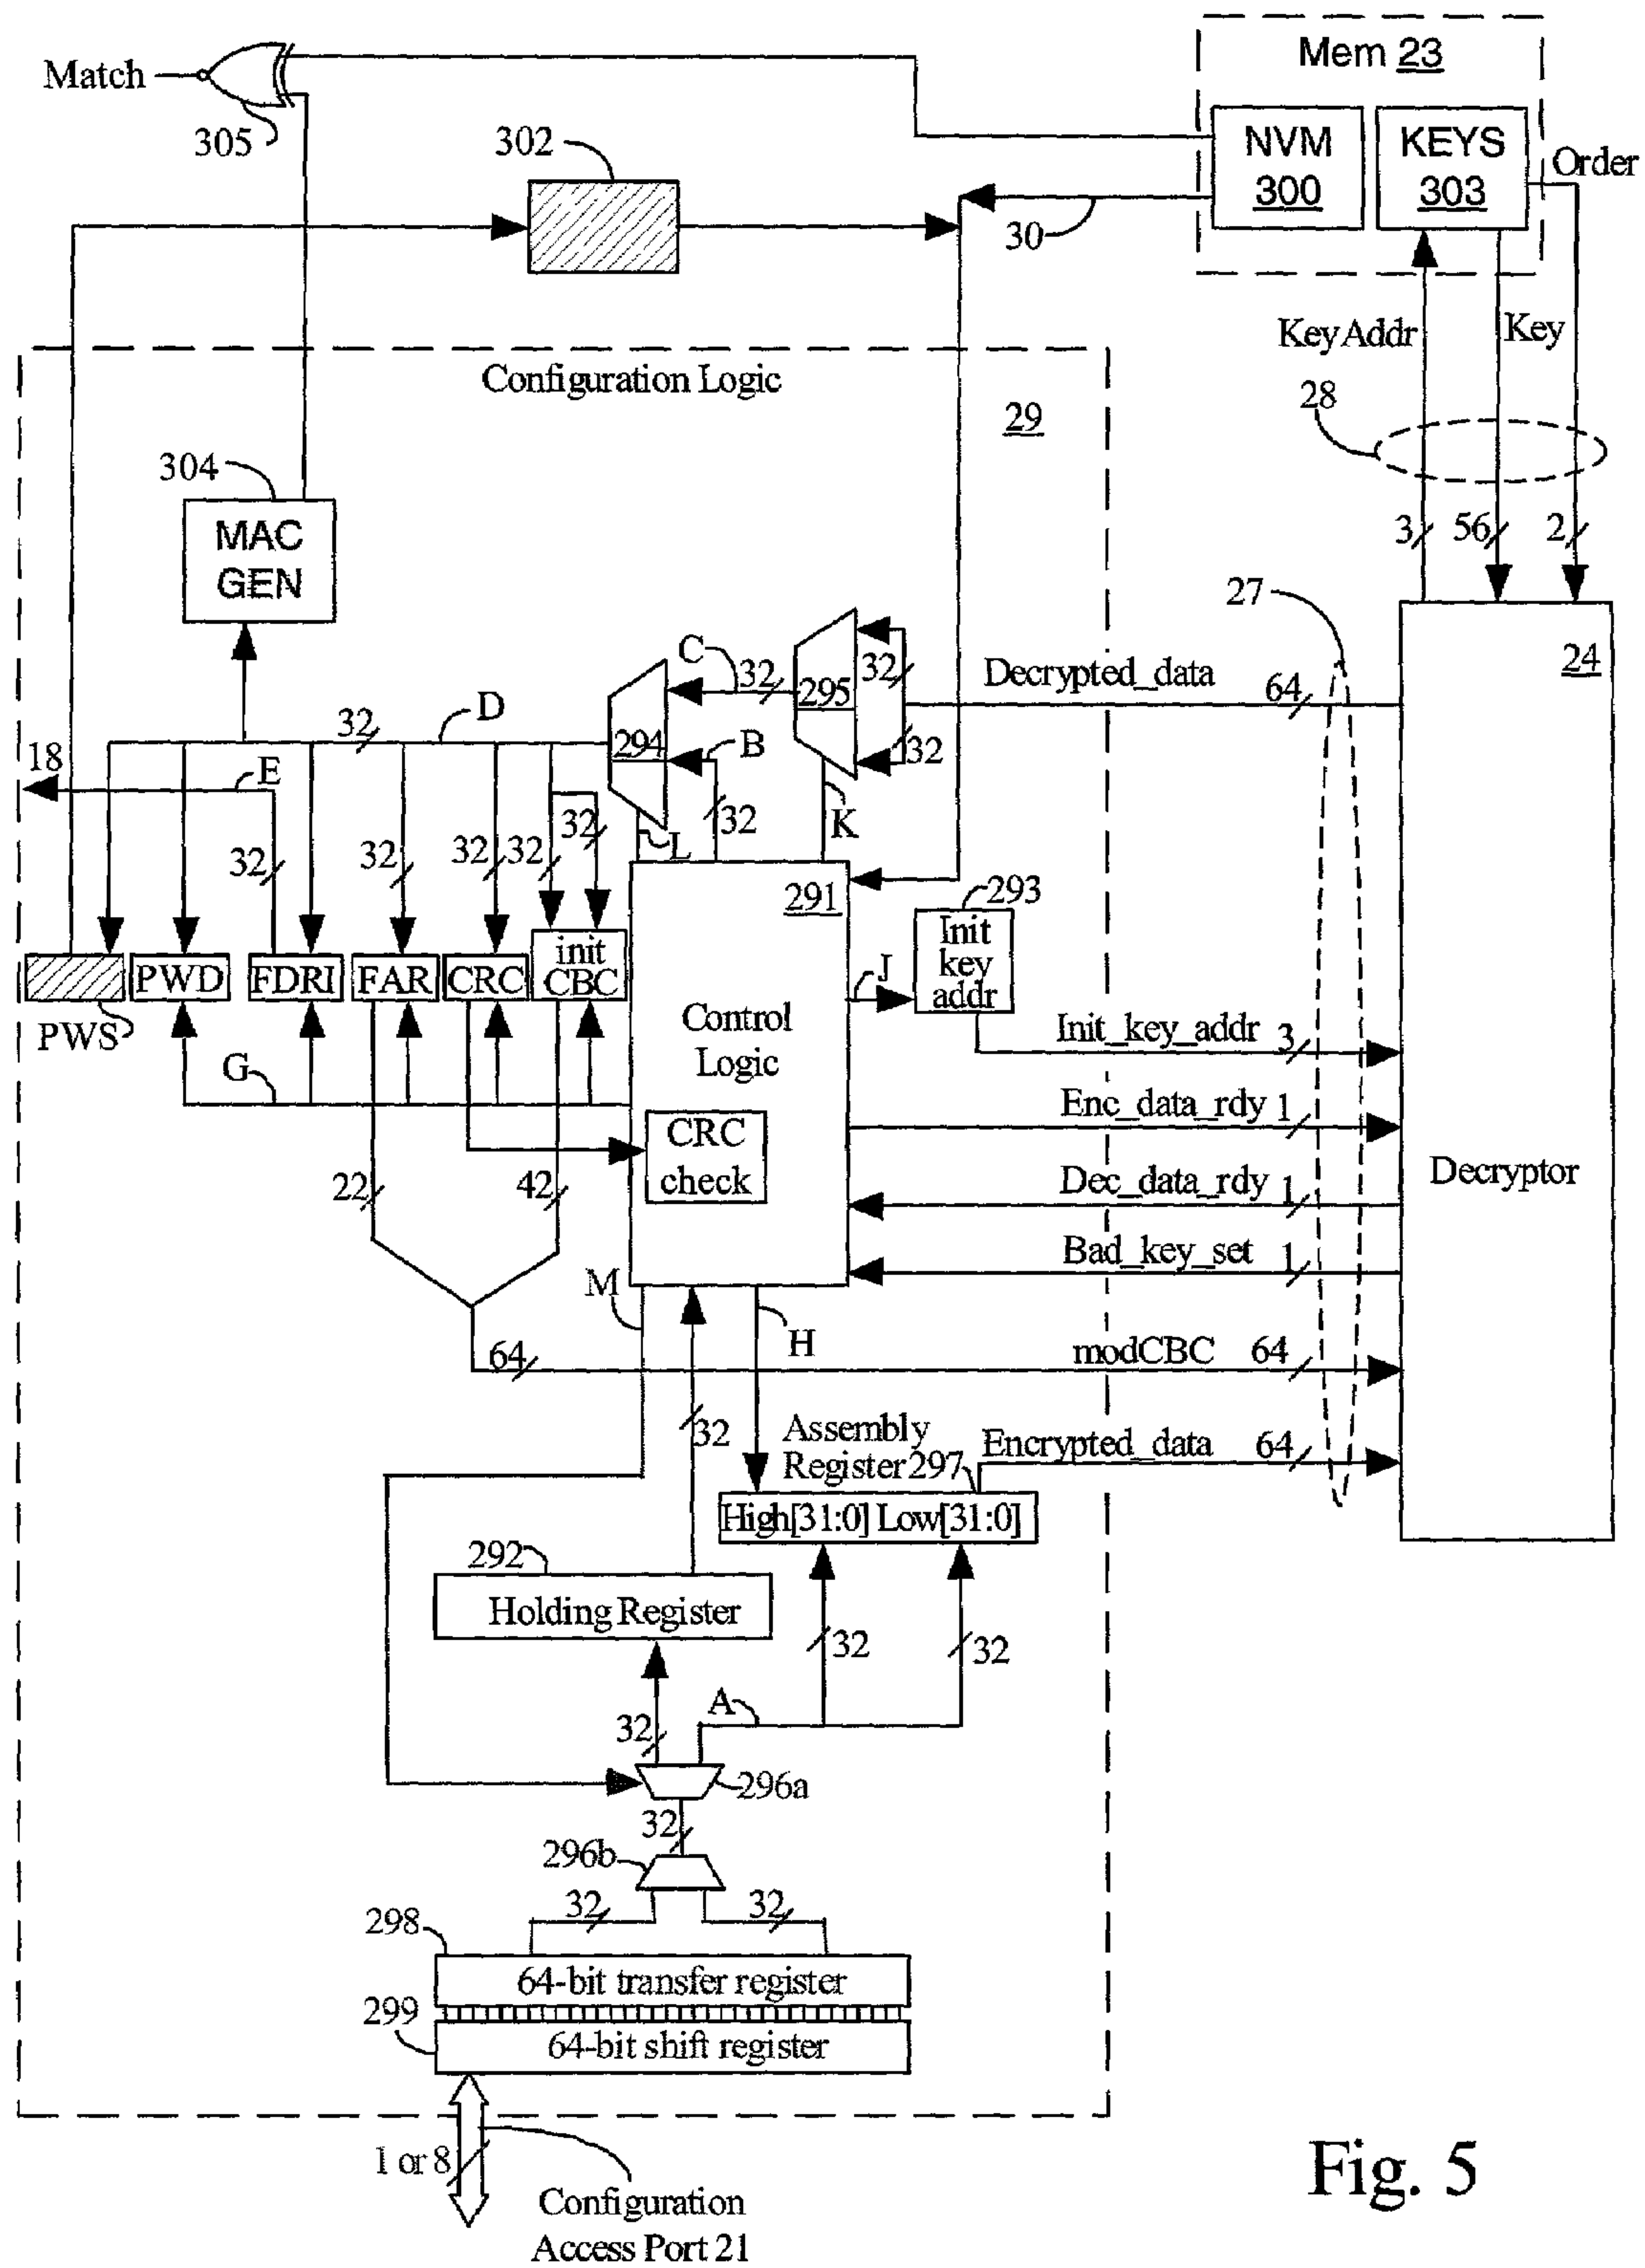 Mem 23
Match
305
302
NVM
300
KEYS
303
Order
30
Key Addr
Key
Configuration Logic
28
29
304
MAC
GEN
3
56
2
27
24
C
32
295
32
Decrypted_data
64
D
32
294
B
32
18
E
K
32
32
32
32
32
32
L
291
293
Init
key
addr
init
CBC
PWD
FDRI
FAR
CRC
J
PWS
Control
Logic
Init_key_addr 3
G
Enc_data_rdy 1
CRC
check
Decryptor
22
42
Dec_data_rdy 1
Bad_key_set 1
M
H
64
modCBC 64
32
Assembly
Register 297
Encrypted_data 64
High[31:0] Low[31:0]
292
Holding Register
32
32
A
32
296a
32
296b
32
32
298
64-bit transfer register
299
64-bit shift register
1 or 8
Configuration
Access Port 21
Fig. 5